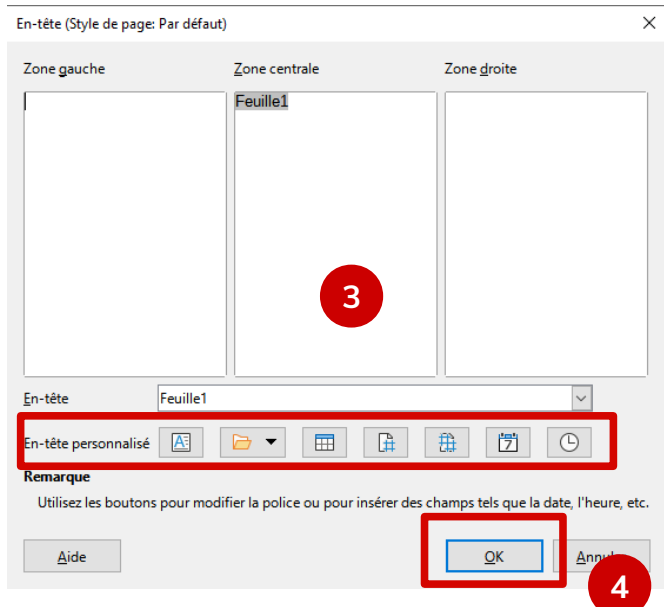 En-tête (Style de page: Par défaut)
Zone gauche Zone centrale Zone droite
Feuille1
3
En-tête Feuille1
En-tête personnalisé A 7
Remarque
Utilisez les boutons pour modifier la police ou pour insérer des champs tels que la date, l'heure, etc.
Aide OK
4